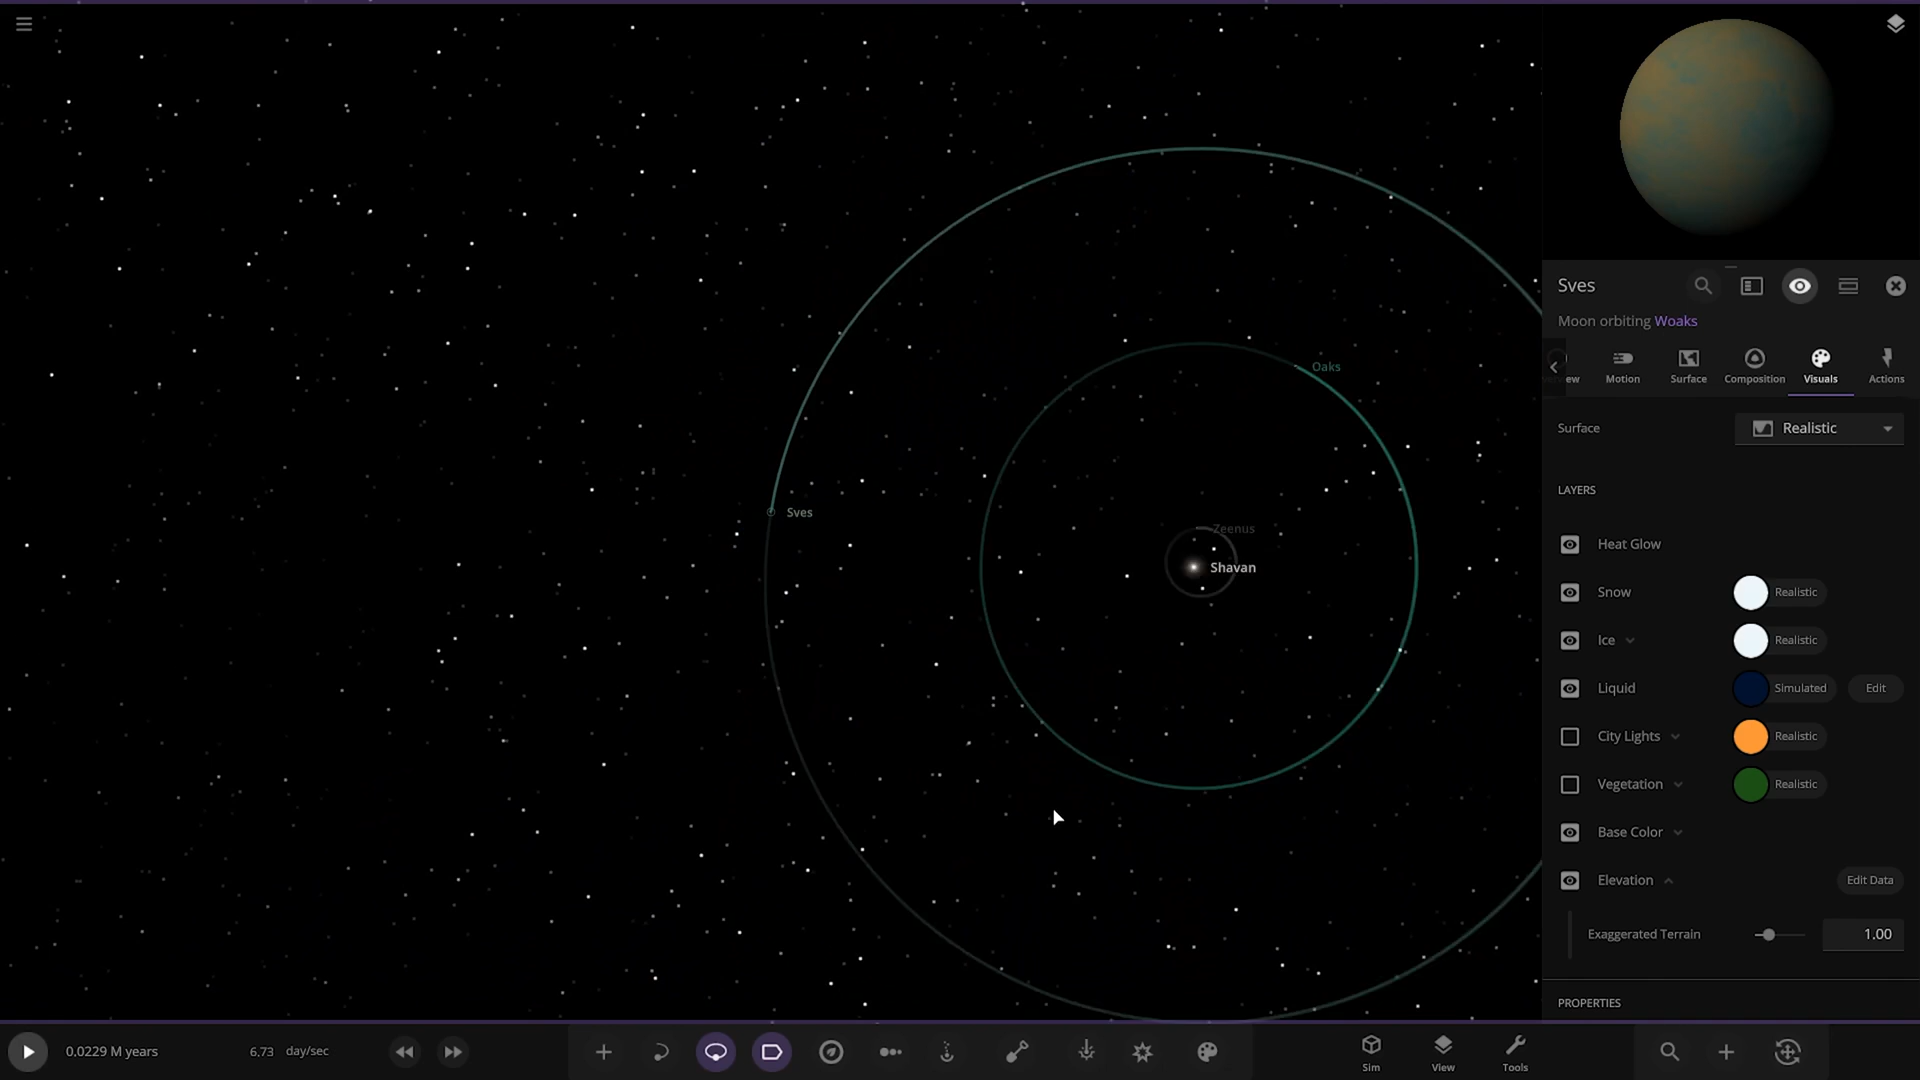 Sves
Moon orbiting Woaks
Motion
Surface
Composition
Visuals
Actions
Surface
Realistic
LAYERS
Heat Glow
Snow
Realistic
Ice
Realistic
Liquid
Simulated
Edit
City Lights
Realistic
Vegetation
Realistic
Base Color
Elevation
Edit Data
Exaggerated Terrain
1.00
PROPERTIES
Oaks
Sves
Zeenus
Shavan
0.0229 M years
6.73 day/sec
Sim
View
Tools